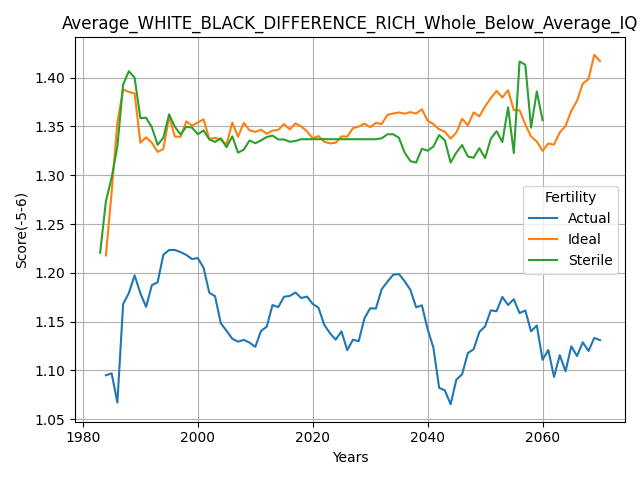 Average_WHITE_BLACK_DIFFERENCE_RICH_Whole_Below_Average_IQ
Score(-5-6)
1.40
1.35
1.30
1.25
1.20
1.15
1.10
1.05
Fertility
Actual
Ideal
Sterile
1980
2000
2020
2040
2060
Years